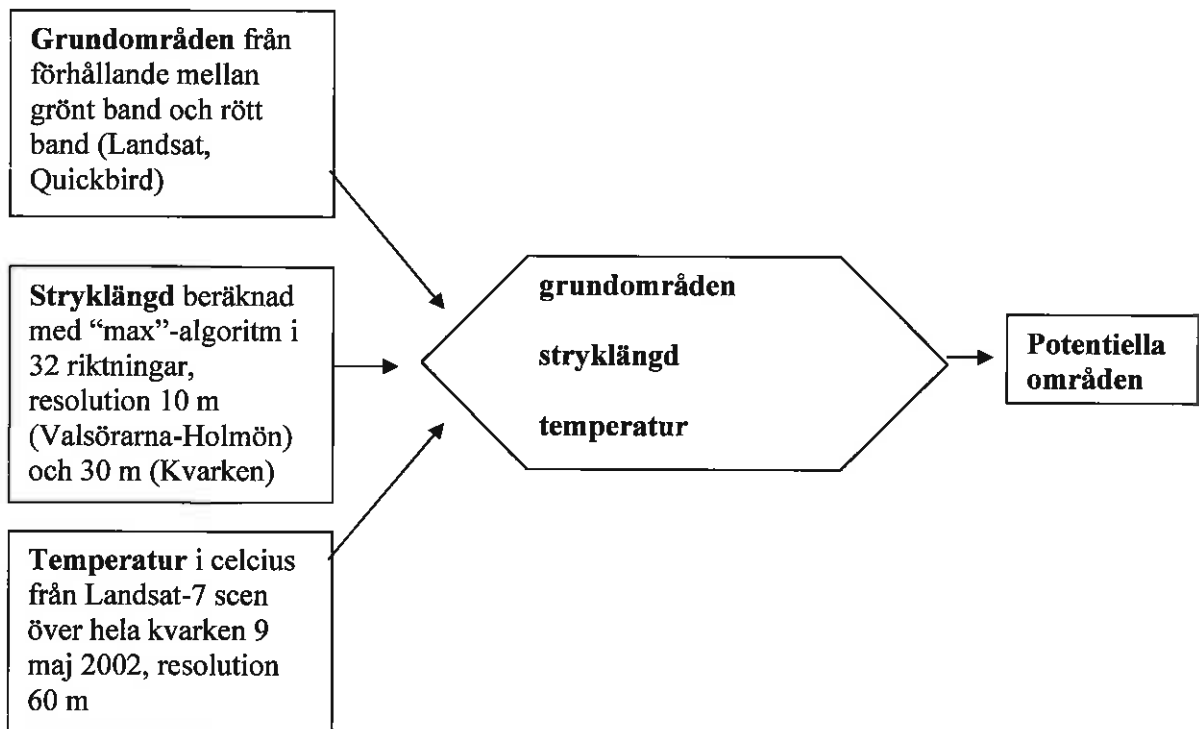 Grundområden från
förhållande mellan
grönt band och rött
band (Landsat,
Quickbird)
Stryklängd beräknad
med “max”-algoritm i
32 riktningar,
resolution 10 m
(Valsörarna-Holmön)
och 30 m (Kvarken)
Temperatur i celcius
från Landsat-7 scen
över hela kvarken 9
maj 2002, resolution
60 m
grundområden
stryklängd
temperatur
Potentiella
områden